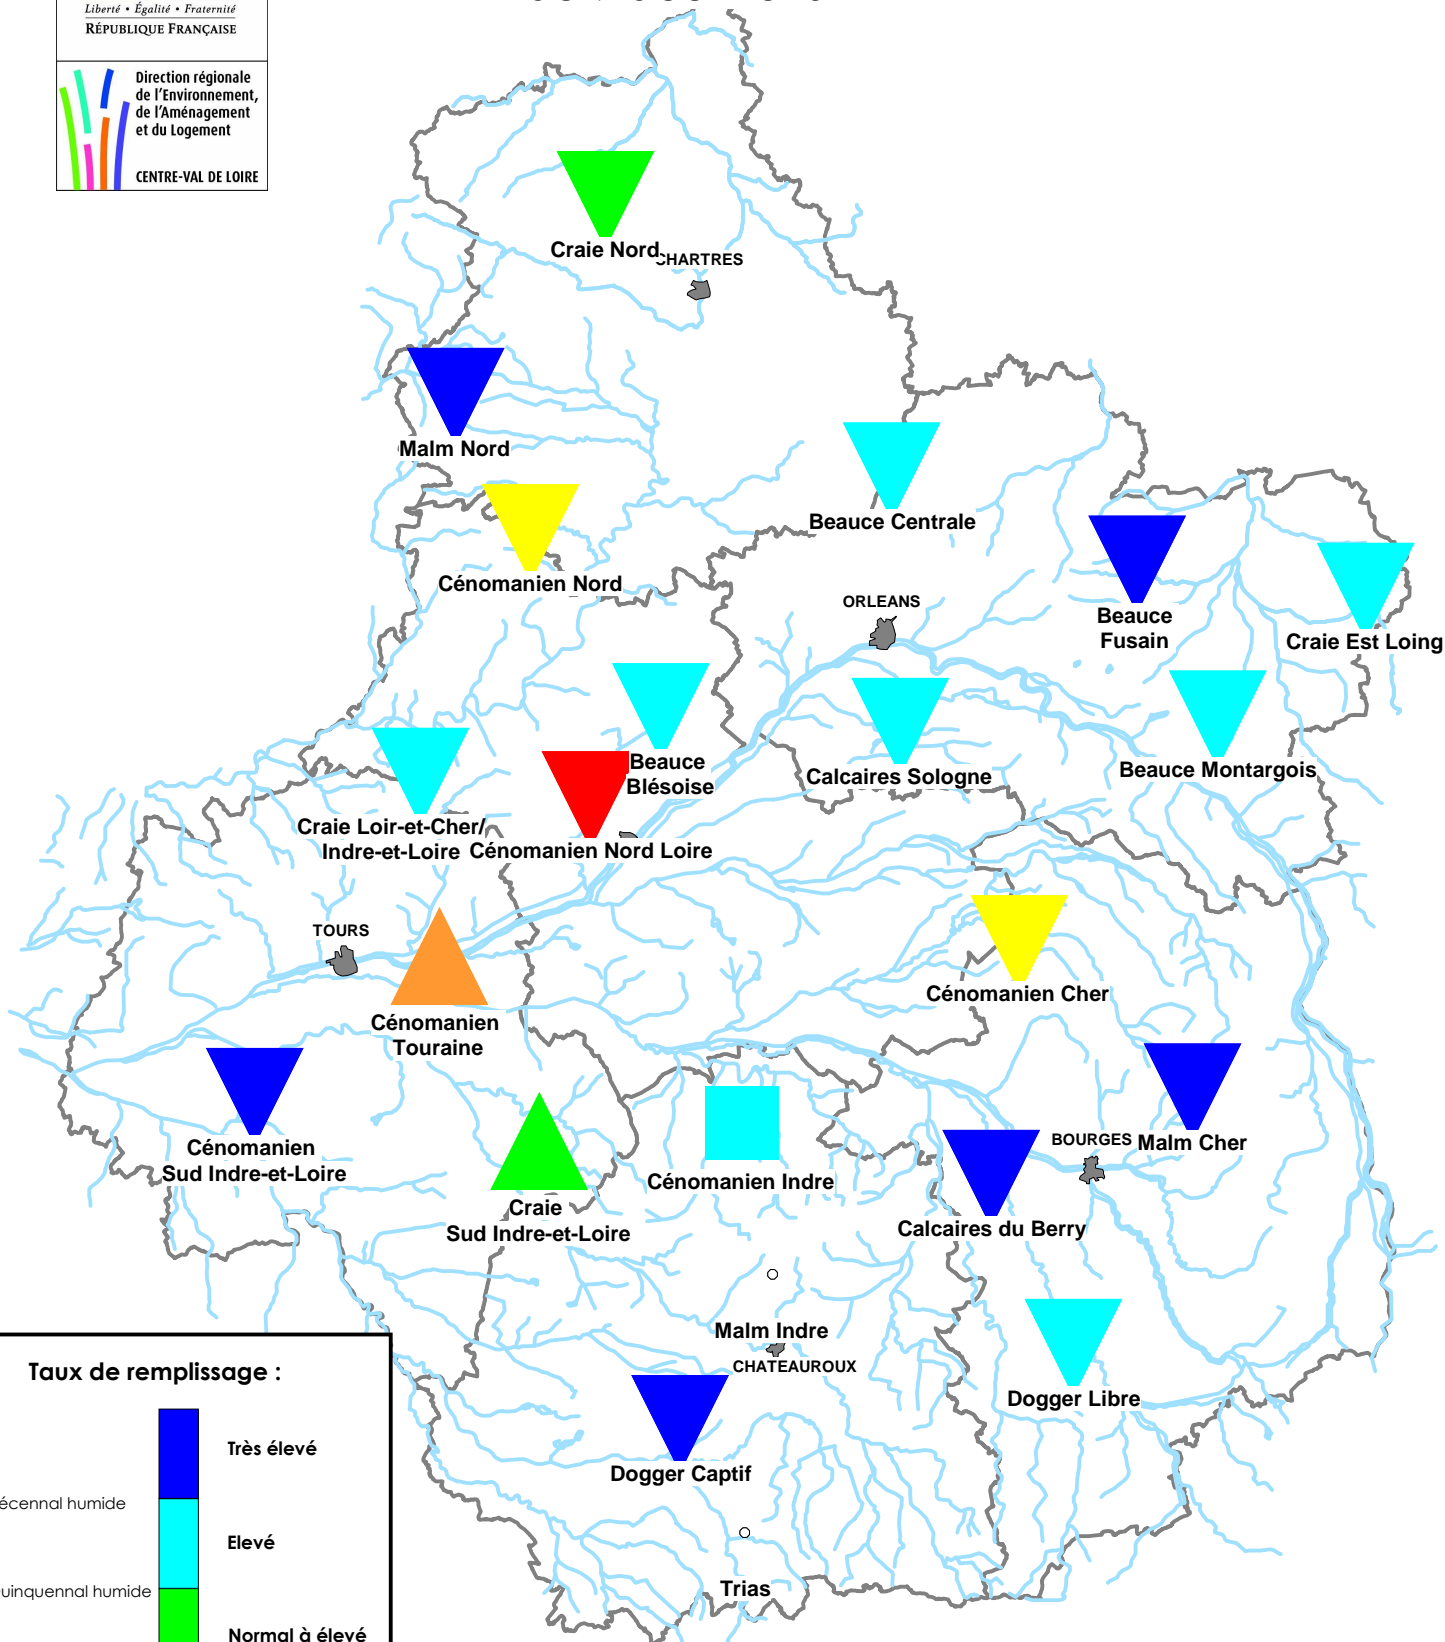 Liberté • Égalité • Fraternité
RÉPUBLIQUE FRANÇAISE
Direction régionale
de l'Environnement,
de l'Aménagement
et du Logement
CENTRE-VAL DE LOIRE
Craie Nord
CHARTRES
Malm Nord
Beauce Centrale
Cénomanien Nord
ORLEANS
Beauce
Fusain
Craie Est Loing
Beauce
Blésoise
Calcaires Sologne
Beauce Montargois
Craie Loir-et-Cher/
Indre-et-Loire
Cénomanien Nord Loire
TOURS
Cénomanien Cher
Cénomanien
Touraine
Cénomanien
Sud Indre-et-Loire
BOURGES
Malm Cher
Cénomanien Indre
Craie
Sud Indre-et-Loire
Calcaires du Berry
Malm Indre
CHATEAUROUX
Dogger Libre
Dogger Captif
Trias
Taux de remplissage :
Très élevé
écennal humide
Elevé
uinquennal humide
Normal à élevé